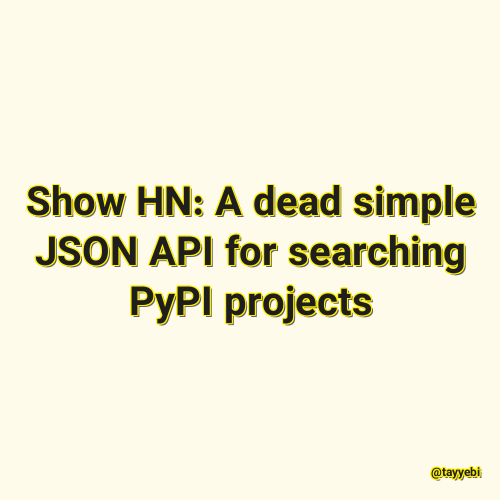 Show HN: A dead simple
JSON API for searching
PyPI projects
@tayyebi